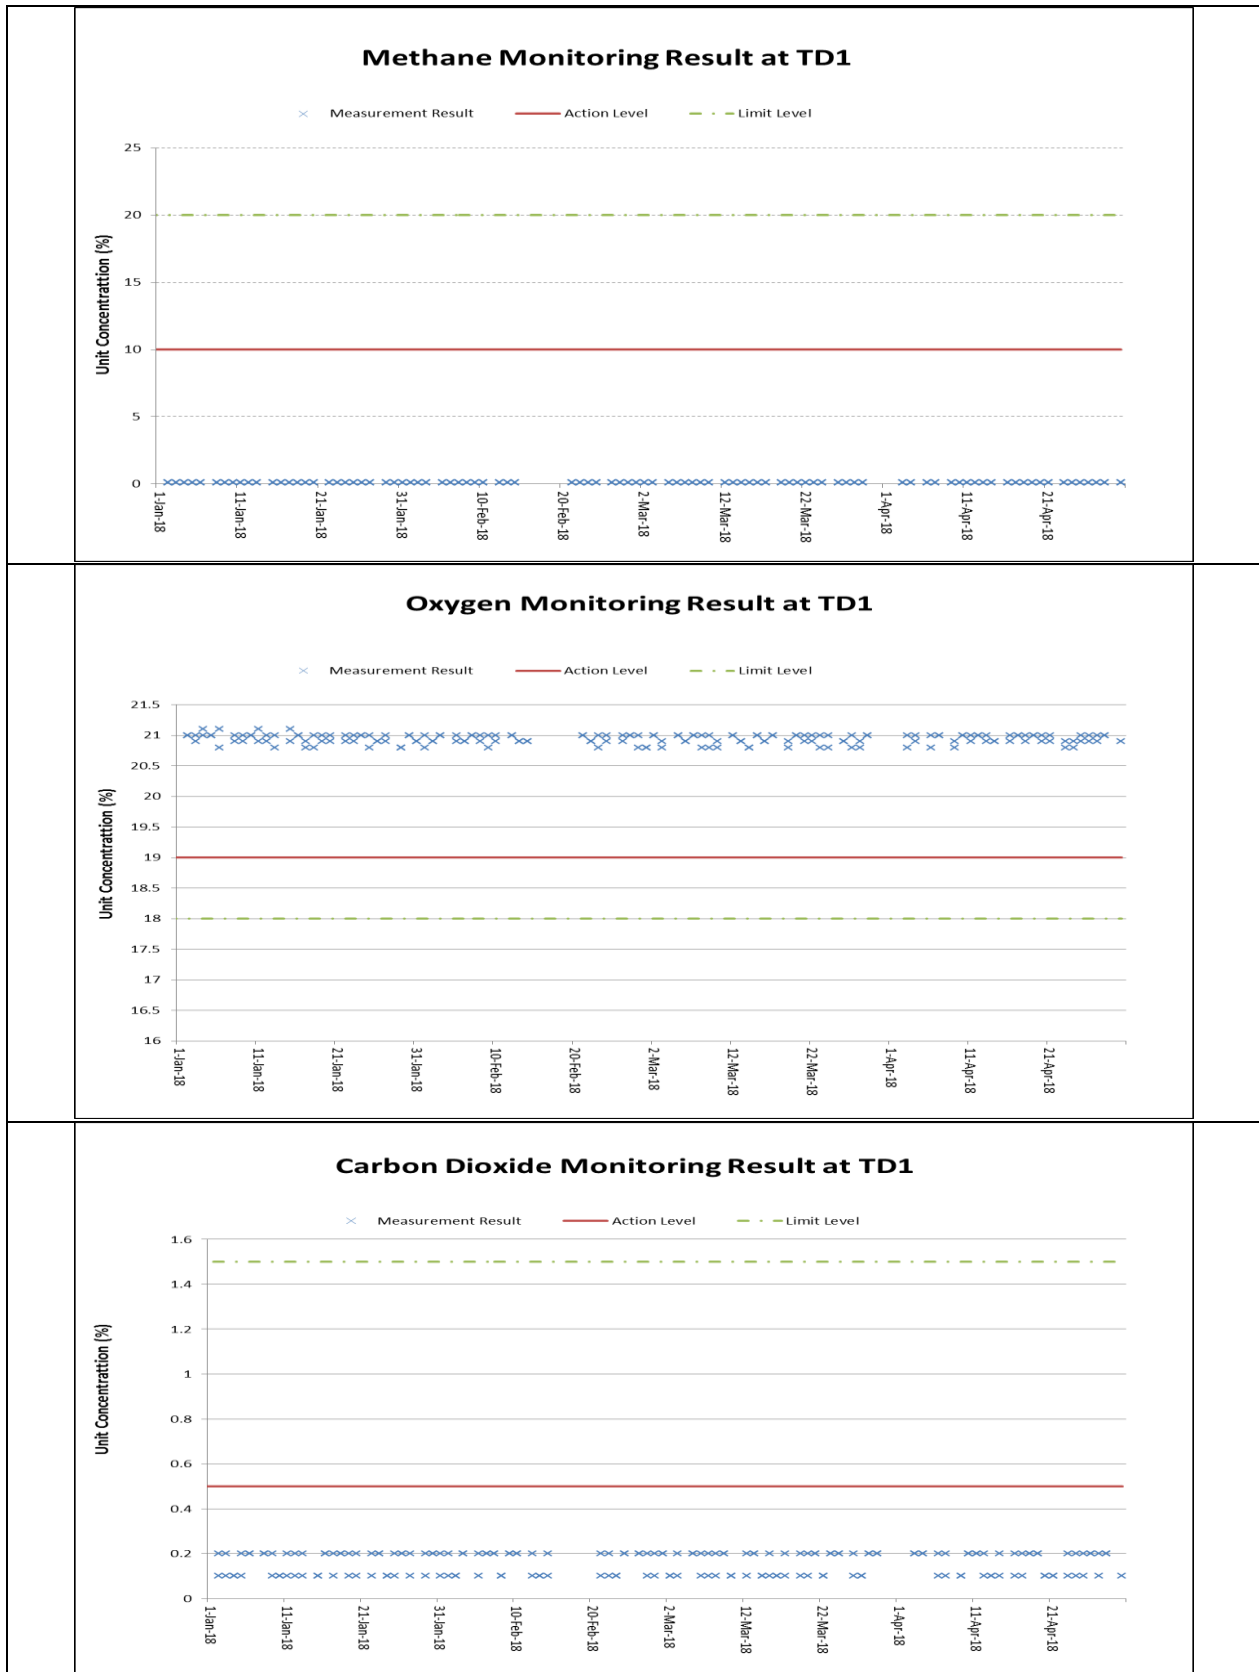 Methane Monitoring Result at TD1
Measurement Result Action Level Limit Level
25
20
15
10
5
0
Unit Concentrattion (%)
1-Jan-18 11-Jan-18 21-Jan-18 31-Jan-18 10-Feb-18 20-Feb-18 2-Mar-18 12-Mar-18 22-Mar-18 1-Apr-18 11-Apr-18 21-Apr-18
Oxygen Monitoring Result at TD1
Measurement Result Action Level Limit Level
21.5
21
20.5
20
19.5
19
18.5
18
17.5
17
16.5
16
Unit Concentrattion (%)
1-Jan-18 11-Jan-18 21-Jan-18 31-Jan-18 10-Feb-18 20-Feb-18 2-Mar-18 12-Mar-18 22-Mar-18 1-Apr-18 11-Apr-18 21-Apr-18
Carbon Dioxide Monitoring Result at TD1
Measurement Result Action Level Limit Level
1.6
1.4
1.2
1
0.8
0.6
0.4
0.2
0
Unit Concentrattion (%)
1-Jan-18 11-Jan-18 21-Jan-18 31-Jan-18 10-Feb-18 20-Feb-18 2-Mar-18 12-Mar-18 22-Mar-18 1-Apr-18 11-Apr-18 21-Apr-18